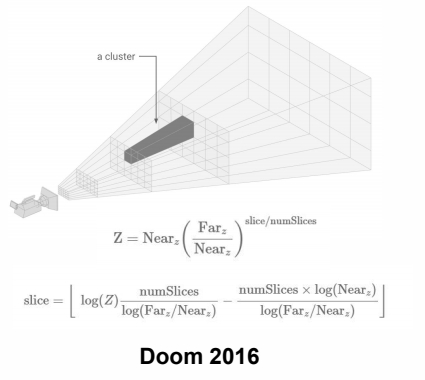 a cluster
Z = Near_z (Far_z / Near_z)^{slice/numSlices}
slice = ⌊ log(Z) numSlices / log(Far_z/Near_z) − numSlices × log(Near_z) / log(Far_z/Near_z) ⌋
Doom 2016